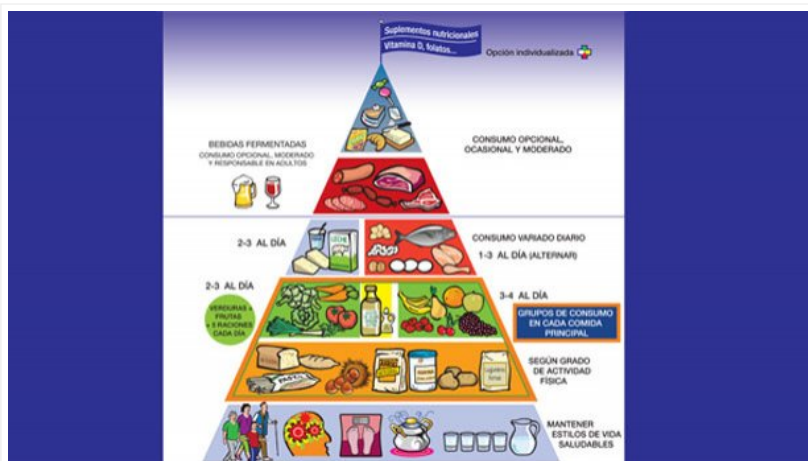 Suplementos nutricionales
Vitamina D, folatos...
Opción individualizada
BEBIDAS FERMENTADAS
CONSUMO OPCIONAL, MODERADO
Y RESPONSABLE EN ADULTOS
CONSUMO OPCIONAL,
OCASIONAL Y MODERADO
2-3 AL DÍA
LECHE
CONSUMO VARIADO DIARIO
1-3 AL DÍA (ALTERNAR)
2-3 AL DÍA
VERDURAS +
FRUTAS
+ 5 RACIONES
CADA DÍA
3-4 AL DÍA
GRUPOS DE CONSUMO
EN CADA COMIDA
PRINCIPAL
PASTA
SEGÚN GRADO
DE ACTIVIDAD
FÍSICA
MANTENER
ESTILOS DE VIDA
SALUDABLES